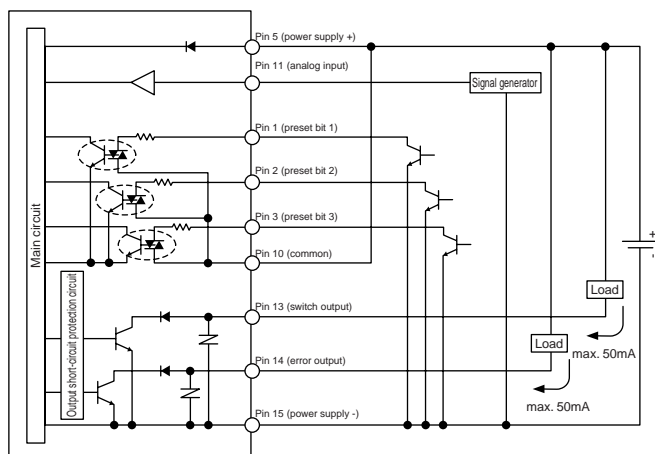 Pin 5 (power supply +)
Pin 11 (analog input)
Signal generator
Pin 1 (preset bit 1)
Pin 2 (preset bit 2)
Pin 3 (preset bit 3)
Main circuit
Pin 10 (common)
+
-
Load
Pin 13 (switch output)
Output short-circuit protection circuit
Load
max. 50mA
Pin 14 (error output)
max. 50mA
Pin 15 (power supply -)